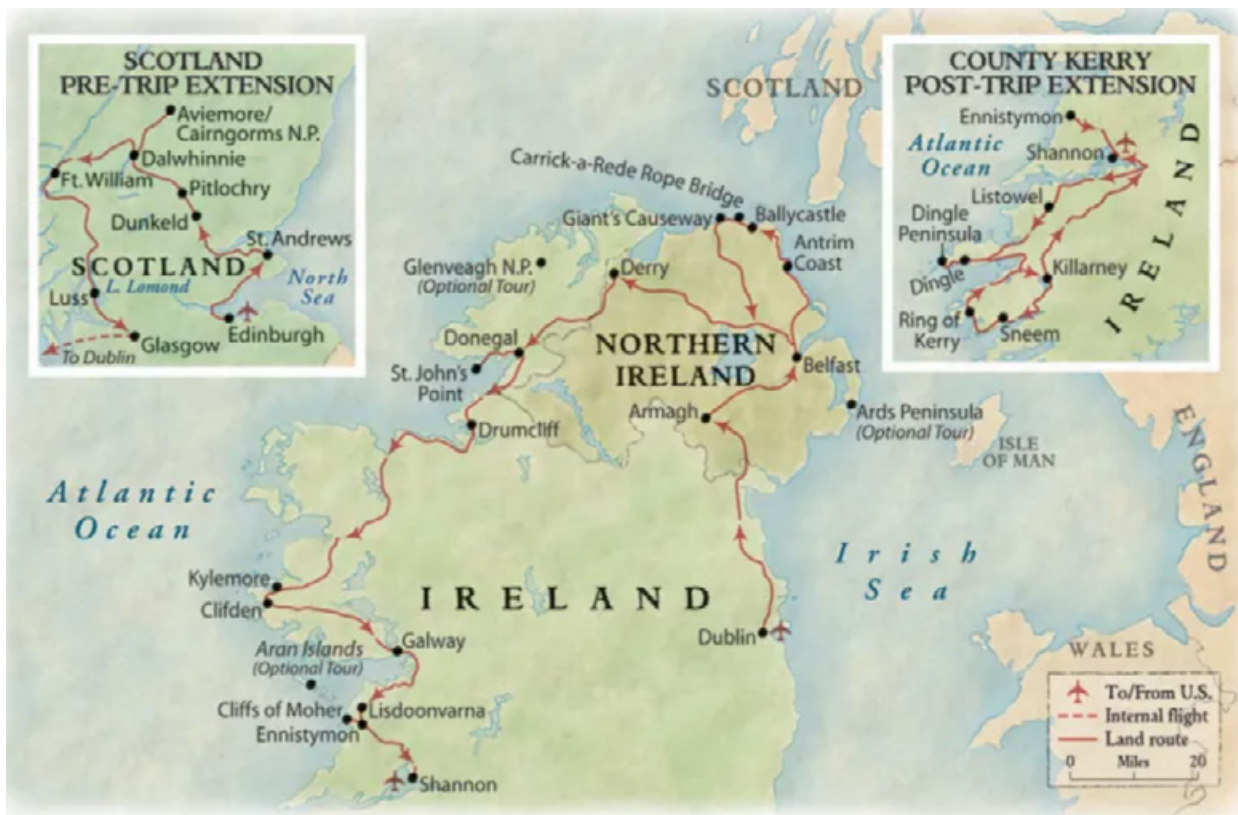 SCOTLAND
PRE-TRIP EXTENSION
Aviemore/
Cairngorms N.P.
Dalwhinnie
Ft. William
Pitlochry
Dunkeld
St. Andrews
SCOTLAND
L. Lomond
North
Sea
Luss
Edinburgh
Glasgow
To Dublin
SCOTLAND
COUNTY KERRY
POST-TRIP EXTENSION
Ennistymon
Atlantic
Ocean
Shannon
Listowel
Dingle
Peninsula
Dingle
Killarney
Ring of
Kerry
Sneem
IRELAND
Carrick-a-Rede Rope Bridge
Giant's Causeway
Ballycastle
Antrim
Coast
Glenveagh N.P.
(Optional Tour)
Derry
Donegal
NORTHERN
IRELAND
St. John's
Point
Belfast
Armagh
Ards Peninsula
(Optional Tour)
Drumcliff
ISLE
OF MAN
ENGLAND
Atlantic
Ocean
Irish
Sea
Kylemore
Clifden
IRELAND
Galway
Dublin
Aran Islands
(Optional Tour)
WALES
Cliffs of Moher
Lisdoonvarna
Ennistymon
Shannon
To/From U.S.
Internal flight
Land route
0 Miles 20